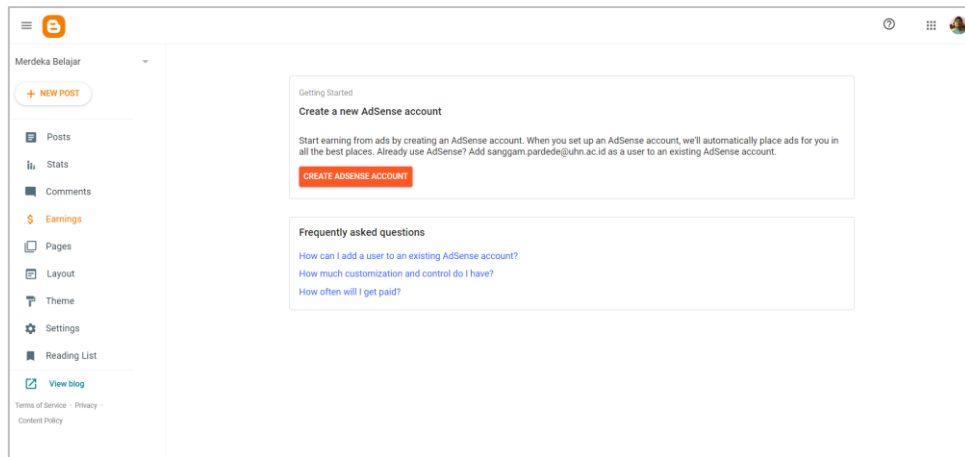 Merdeka Belajar
+ NEW POST
Posts
Stats
Comments
Earnings
Pages
Layout
Theme
Settings
Reading List
View blog
Terms of Service · Privacy ·
Content Policy
Getting Started
Create a new AdSense account
Start earning from ads by creating an AdSense account. When you set up an AdSense account, we'll automatically place ads for you in
all the best places. Already use AdSense? Add sanggam.pardede@uhn.ac.id as a user to an existing AdSense account.
CREATE ADSENSE ACCOUNT
Frequently asked questions
How can I add a user to an existing AdSense account?
How much customization and control do I have?
How often will I get paid?